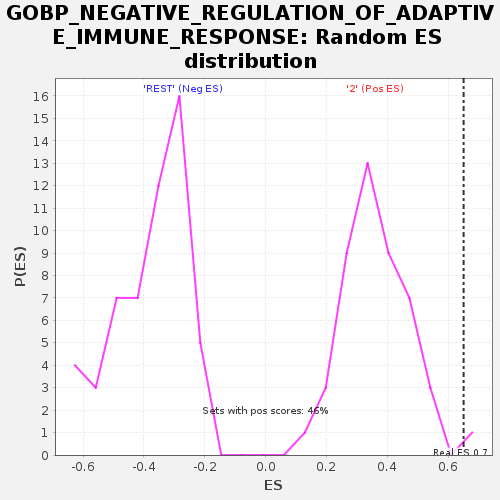 GOBP_NEGATIVE_REGULATION_OF_ADAPTIV
E_IMMUNE_RESPONSE: Random ES
distribution
'REST' (Neg ES) '2' (Pos ES)
16
15
14
13
12
11
10
9
8
7
6
5
4
3
2
1
0
P(ES)
Sets with pos scores: 46%
Real ES 0.7
-0.6 -0.4 -0.2 0.0 0.2 0.4 0.6
ES